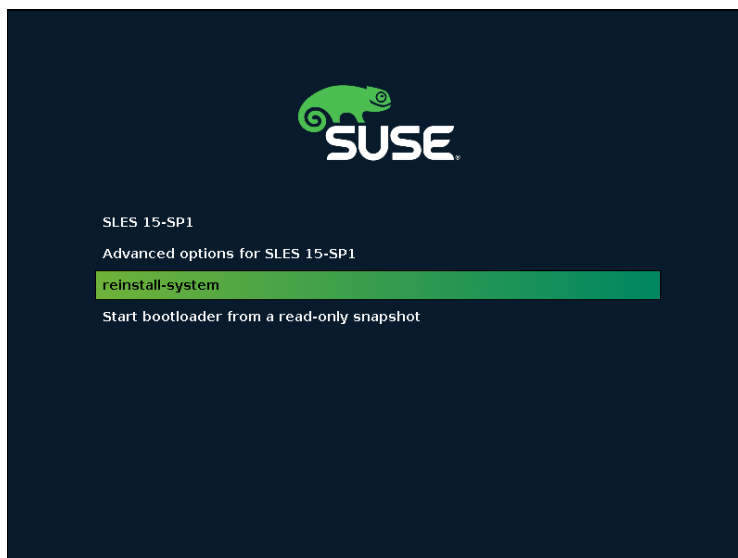 SUSE
SLES 15-SP1
Advanced options for SLES 15-SP1
reinstall-system
Start bootloader from a read-only snapshot